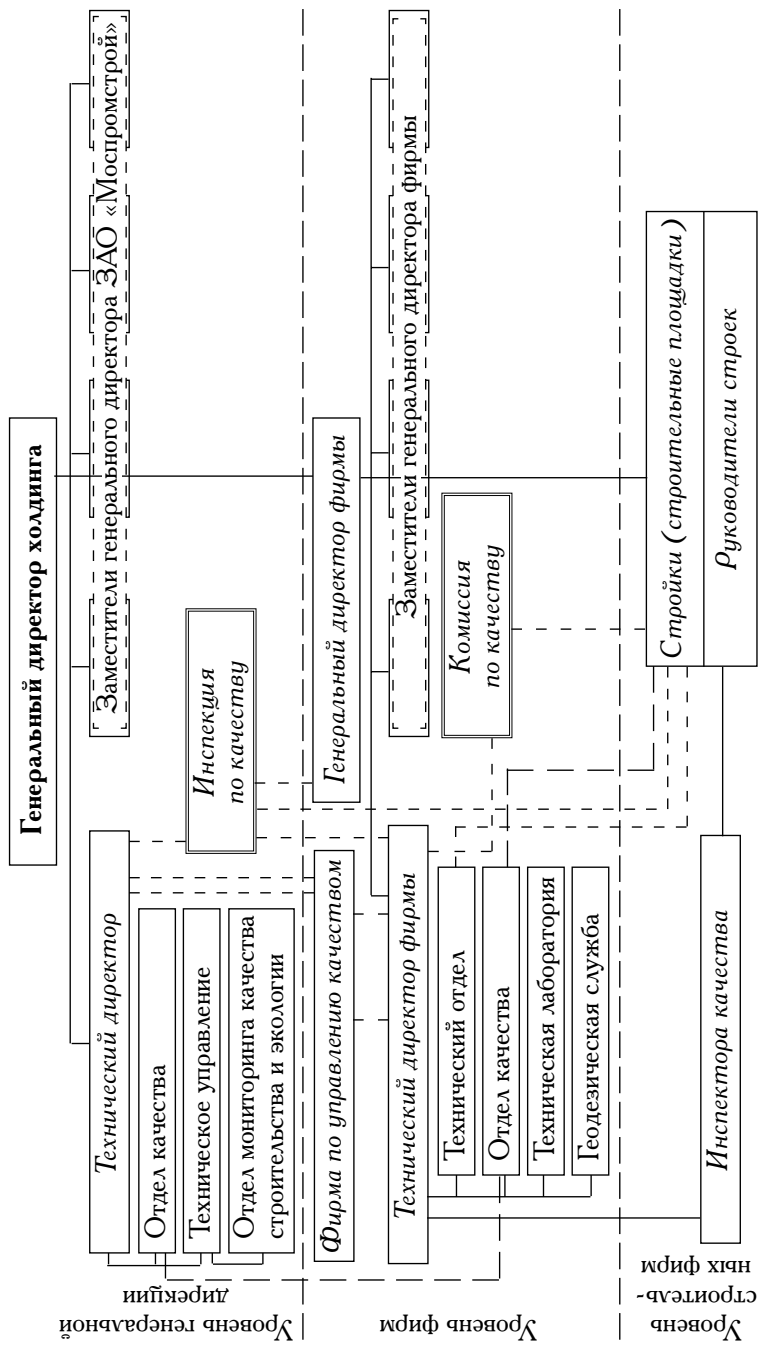 Генеральный директор холдинга
Технический директор
Заместители генерального директора ЗАО «Моспромстрой»
Отдел качества
Техническое управление
Отдел мониторинга качества
строительства и экологии
Инспекция
по качеству
Уровень генеральной
дирекции
Фирма по управлению качеством
Генеральный директор фирмы
Технический директор фирмы
Заместители генерального директора фирмы
Технический отдел
Отдел качества
Техническая лаборатория
Геодезическая служба
Комиссия
по качеству
Уровень фирм
Стройки (строительные площадки)
Руководители строек
Инспектора качества
Уровень
строитель-
ных фирм